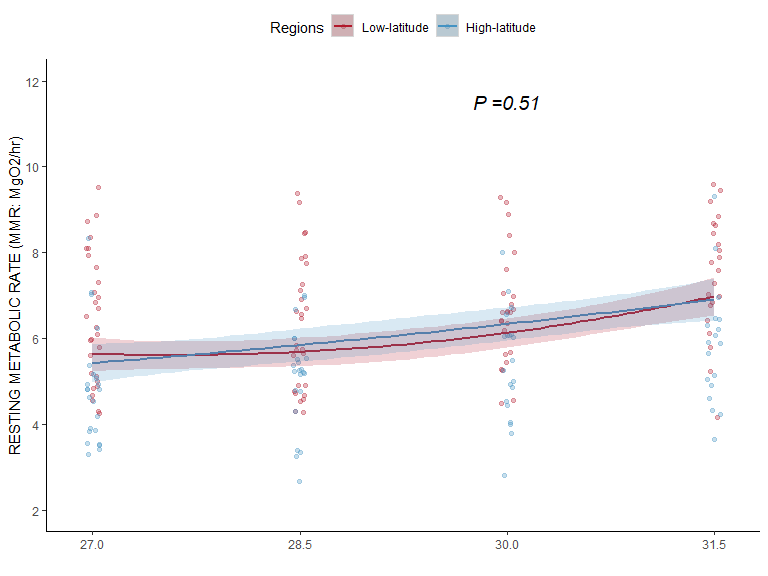 Regions Low-latitude High-latitude
P =0.51
RESTING METABOLIC RATE (MMR: MgO2/hr)
12
10
8
6
4
2
27.0 28.5 30.0 31.5